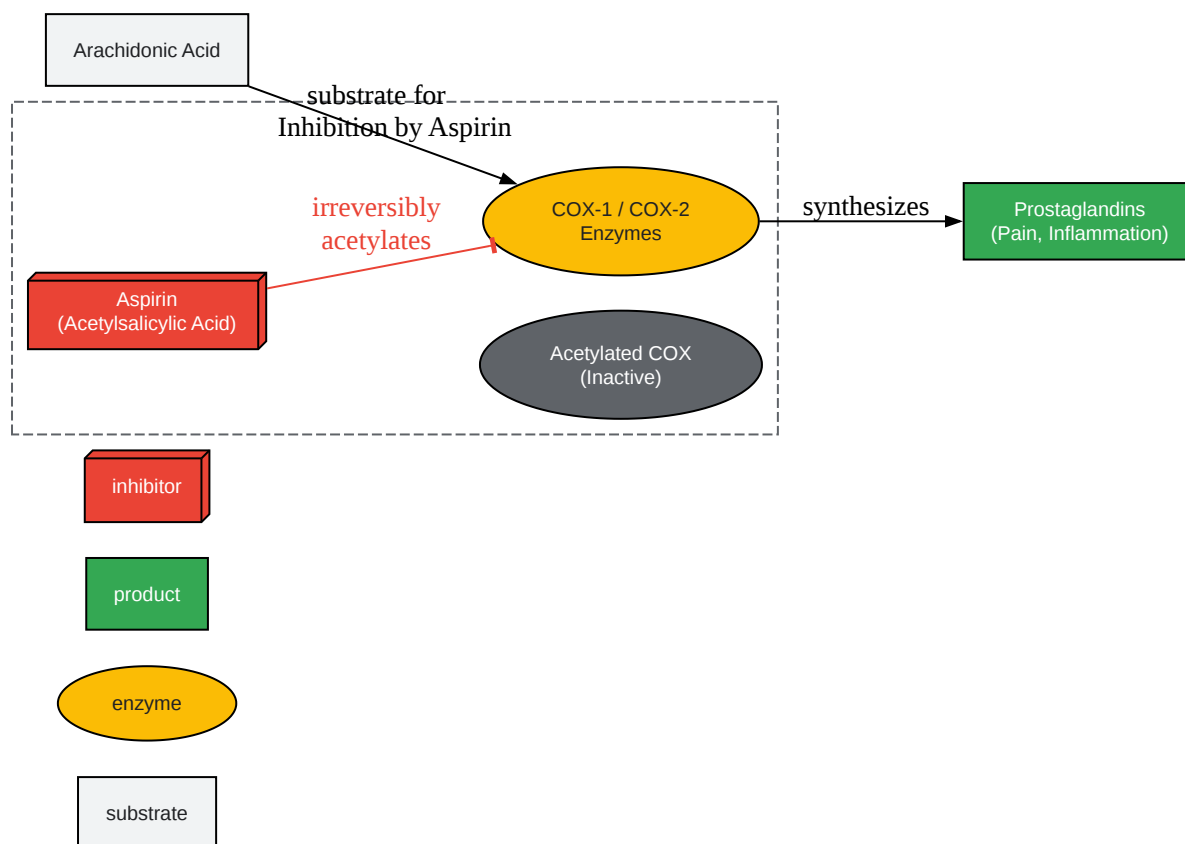 Arachidonic Acid
substrate for
Inhibition by Aspirin
irreversibly
acetylates
COX-1 / COX-2
Enzymes
synthesizes
Prostaglandins
(Pain, Inflammation)
Aspirin
(Acetylsalicylic Acid)
Acetylated COX
(Inactive)
inhibitor
product
enzyme
substrate